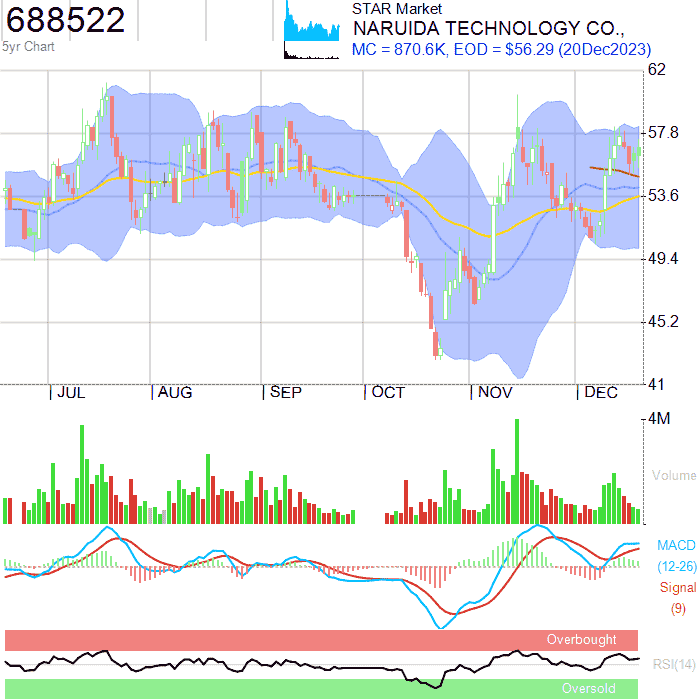 688522
5yr Chart
STAR Market
NARUIDA TECHNOLOGY CO.,
MC = 870.6K, EOD = $56.29 (20Dec2023)
62
57.8
53.6
49.4
45.2
41
JUL AUG SEP OCT NOV DEC
4M
Volume
MACD
(12-26)
Signal
(9)
Overbought
RSI(14)
Oversold